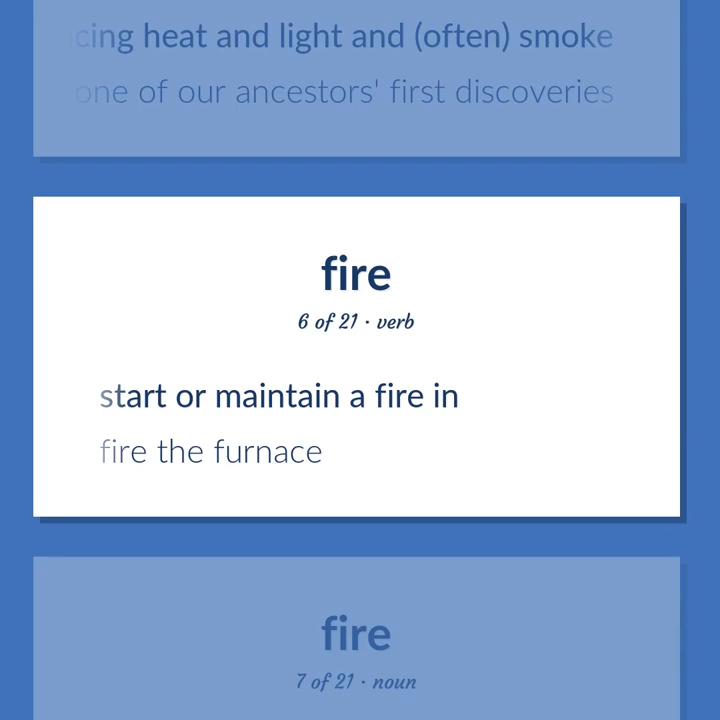 heat and light and (often) smoke
one of our ancestors' first discoveries
fire
6 of 21 · verb
start or maintain a fire in
fire the furnace
fire
7 of 21 · noun